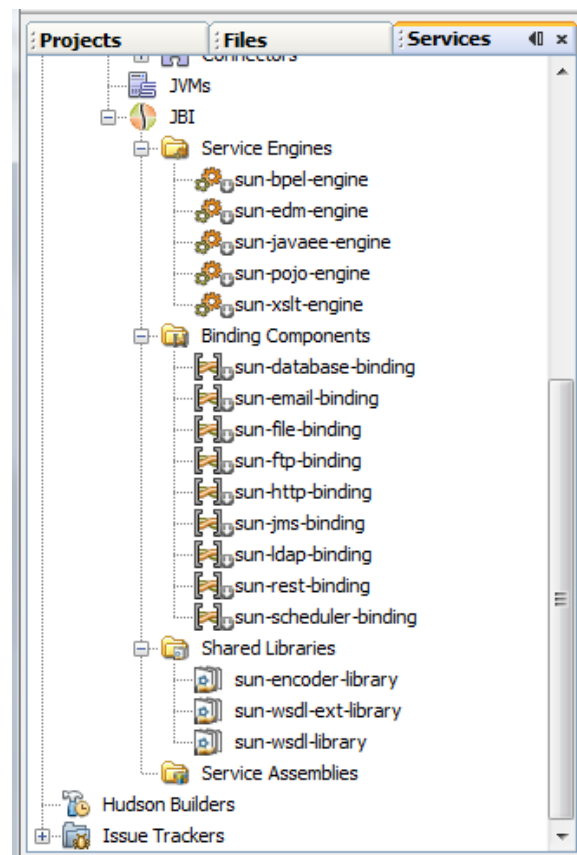 Projects Files Services
Connectors
JVMs
JBI
Service Engines
sun-bpel-engine
sun-edm-engine
sun-javaee-engine
sun-pojo-engine
sun-xslt-engine
Binding Components
sun-database-binding
sun-email-binding
sun-file-binding
sun-ftp-binding
sun-http-binding
sun-jms-binding
sun-ldap-binding
sun-rest-binding
sun-scheduler-binding
Shared Libraries
sun-encoder-library
sun-wsdl-ext-library
sun-wsdl-library
Service Assemblies
Hudson Builders
Issue Trackers